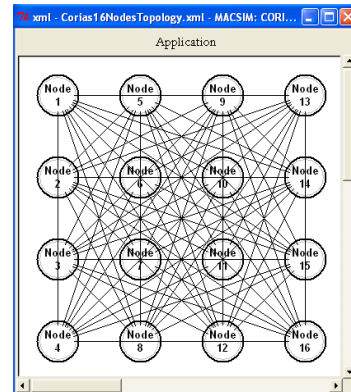 xml - Corias16NodesTopology.xml - MACSIM: CORI...
Application
Node
1
Node
5
Node
9
Node
13
Node
2
Node
6
Node
10
Node
14
Node
3
Node
7
Node
11
Node
15
Node
4
Node
8
Node
12
Node
16